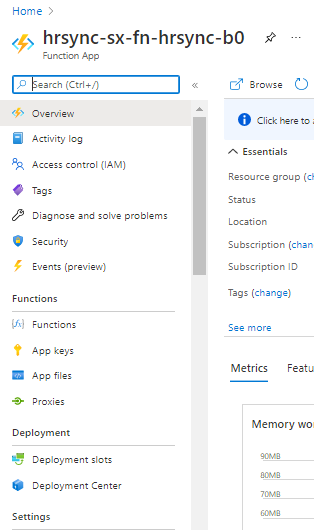 Home >
hrsync-sx-fn-hrsync-b0
Function App
Search (Ctrl+/)
«
Overview
Activity log
Access control (IAM)
Tags
Diagnose and solve problems
Security
Events (preview)
Functions
Functions
App keys
App files
Proxies
Deployment
Deployment slots
Deployment Center
Settings
Browse
Click here to a
Essentials
Resource group (c
Status
Location
Subscription (chan
Subscription ID
Tags (change)
See more
Metrics
Featu
Memory wo
90MB
80MB
70MB
60MB